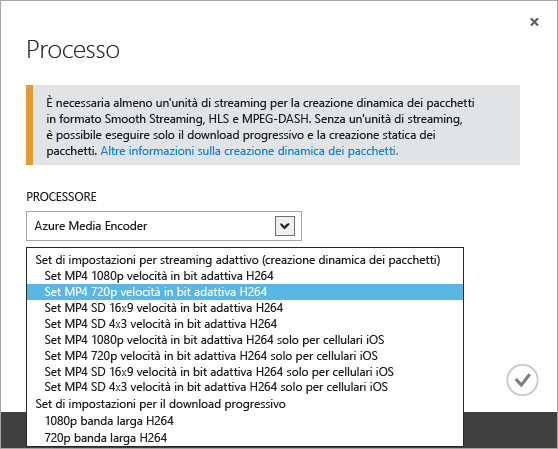 Processo
È necessaria almeno un'unità di streaming per la creazione dinamica dei pacchetti
in formato Smooth Streaming, HLS e MPEG-DASH. Senza un'unità di streaming,
è possibile eseguire solo il download progressivo e la creazione statica dei
pacchetti. Altre informazioni sulla creazione dinamica dei pacchetti.
PROCESSORE
Azure Media Encoder
Set di impostazioni per streaming adattivo (creazione dinamica dei pacchetti)
Set MP4 1080p velocità in bit adattiva H264
Set MP4 720p velocità in bit adattiva H264
Set MP4 SD 16x9 velocità in bit adattiva H264
Set MP4 SD 4x3 velocità in bit adattiva H264
Set MP4 1080p velocità in bit adattiva H264 solo per cellulari iOS
Set MP4 720p velocità in bit adattiva H264 solo per cellulari iOS
Set MP4 SD 16x9 velocità in bit adattiva H264 solo per cellulari iOS
Set MP4 SD 4x3 velocità in bit adattiva H264 solo per cellulari iOS
Set di impostazioni per il download progressivo
1080p banda larga H264
720p banda larga H264